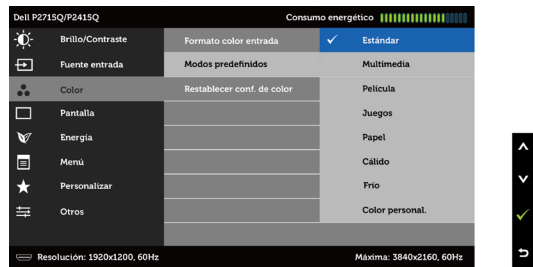 Dell P2715Q/P2415Q Consumo energético
Brillo/Contraste Formato color entrada Estándar
Fuente entrada Modos predefinidos Multimedia
Color Restablecer conf. de color Película
Pantalla Juegos
Energía Papel
Menú Cálido
Personalizar Frío
Otros Color personal.
Resolución: 1920x1200, 60Hz Máxima: 3840x2160, 60Hz